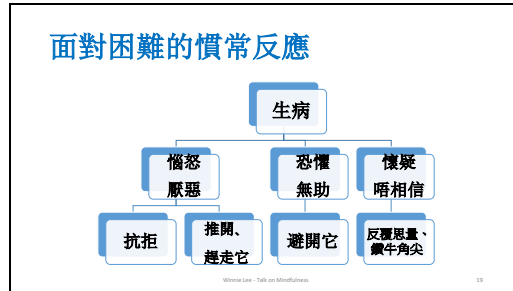 面對困難的慣常反應
生病
惱怒
厭惡
恐懼
無助
懷疑
唔相信
抗拒
推開、
趕走它
避開它
反覆思量、
鑽牛角尖
Winnie Lee - Talk on Mindfulness
19